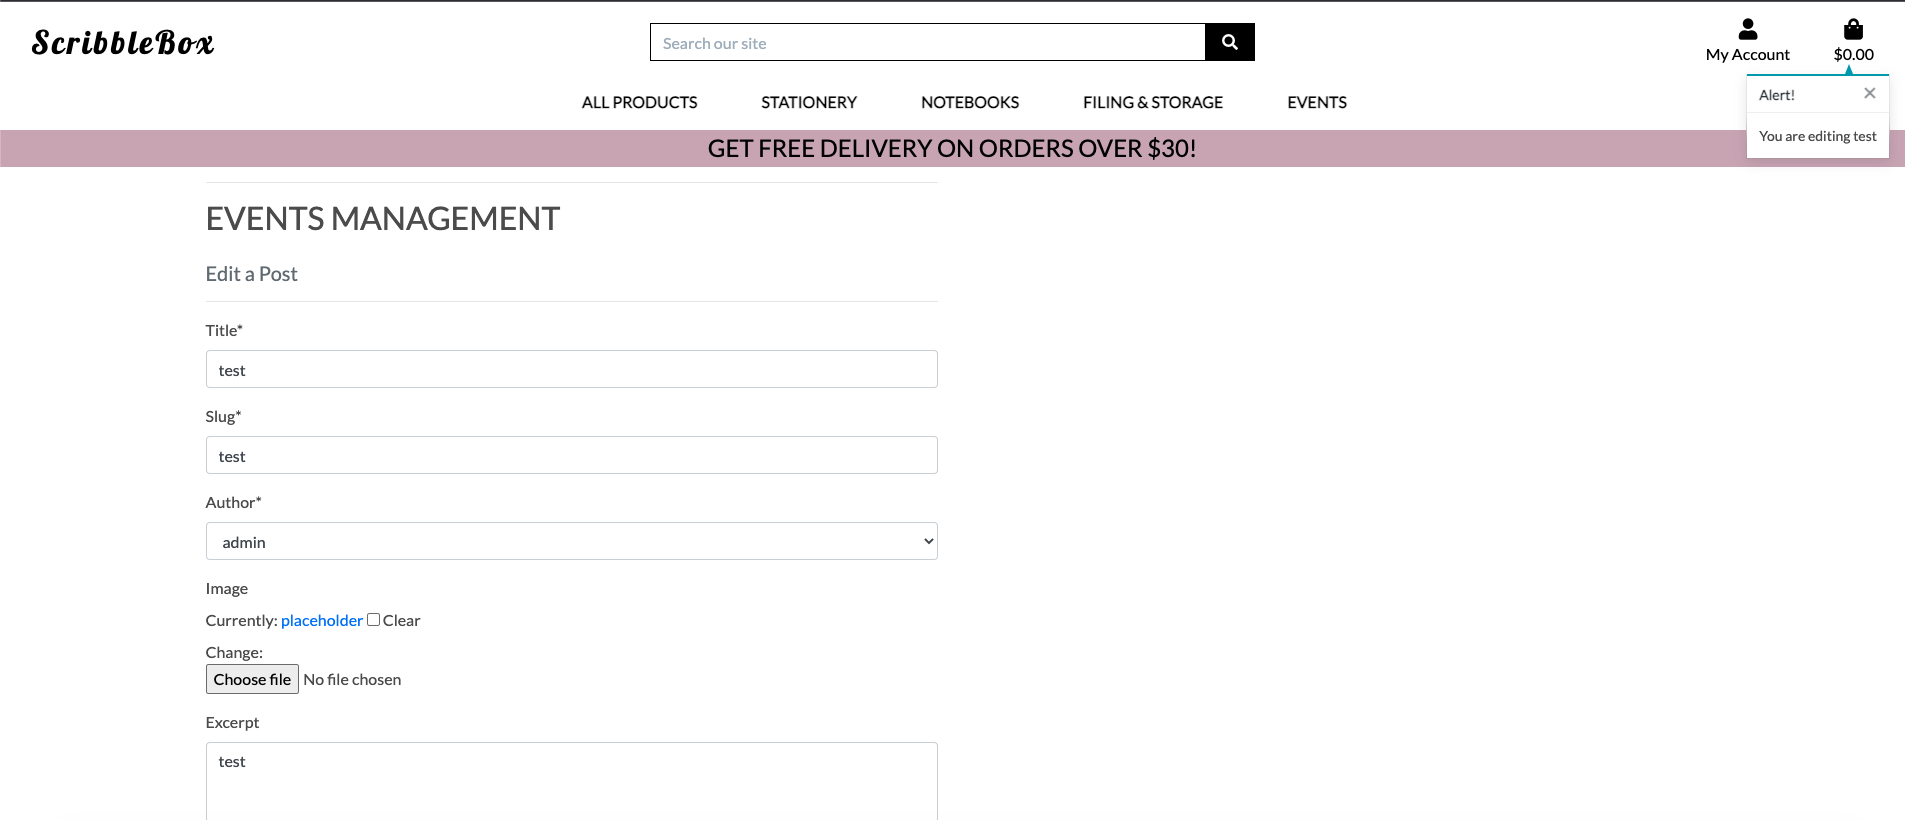 ScribbleBox
Search our site
My Account
$0.00
ALL PRODUCTS
STATIONERY
NOTEBOOKS
FILING & STORAGE
EVENTS
Alert!
You are editing test
GET FREE DELIVERY ON ORDERS OVER $30!
EVENTS MANAGEMENT
Edit a Post
Title*
test
Slug*
test
Author*
admin
Image
Currently: placeholder Clear
Change:
Choose file No file chosen
Excerpt
test